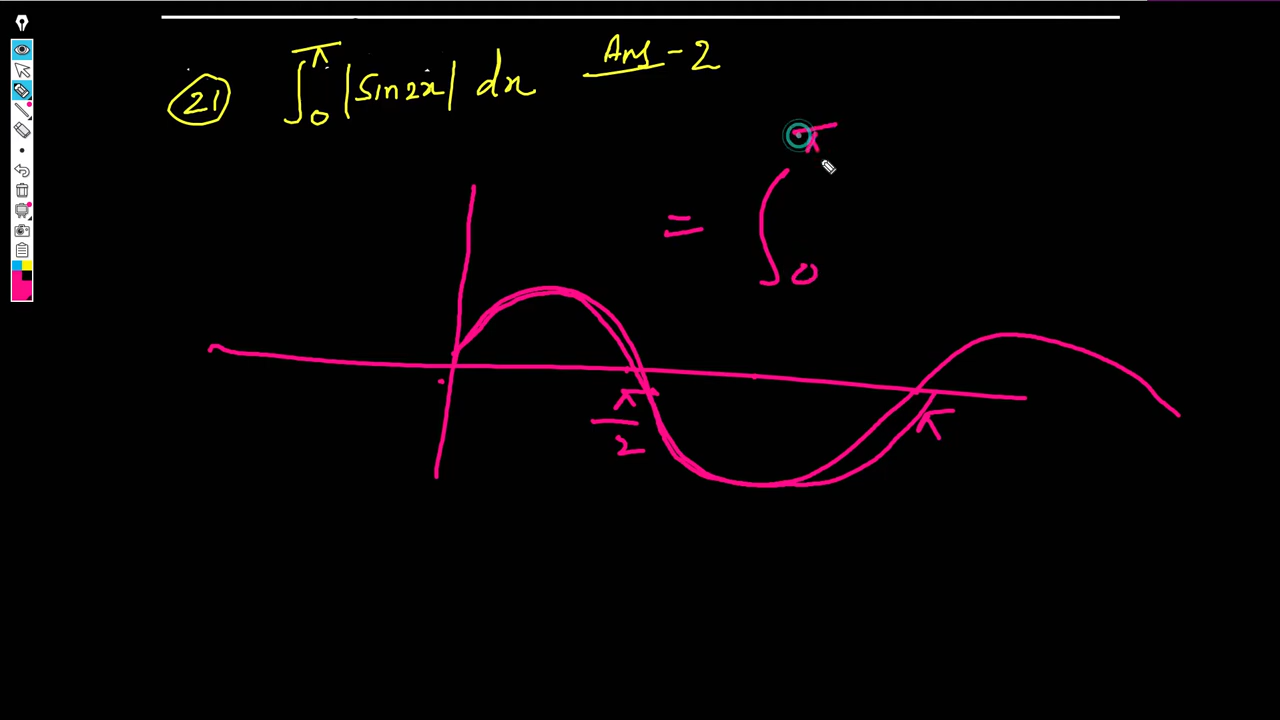 21 ∫₀^π |Sin2x| dx Ans - 2
= ∫₀^π
π/2
π